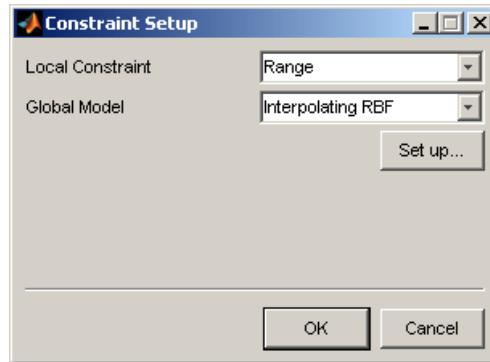 Constraint Setup
Local Constraint Range
Global Model Interpolating RBF
Set up...
OK Cancel